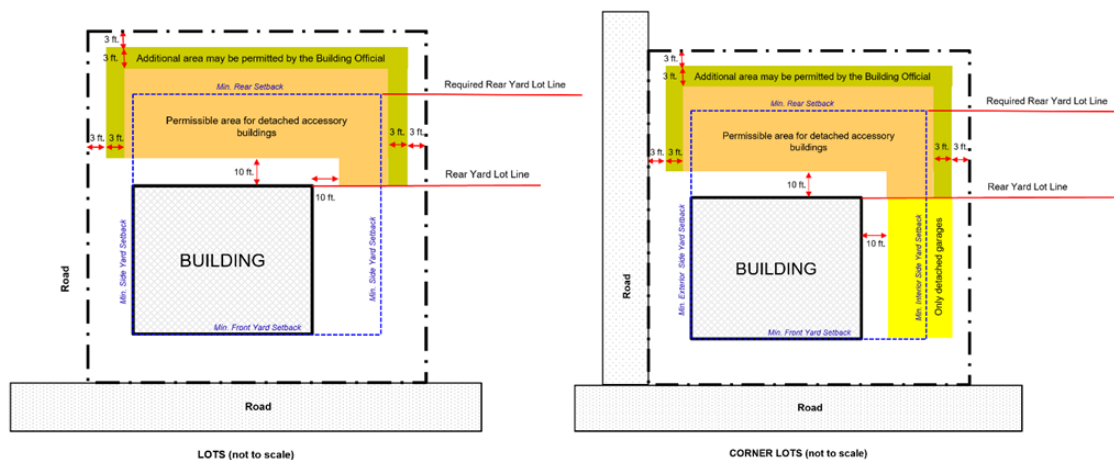 3 ft.
3 ft.
Additional area may be permitted by the Building Official
Min. Rear Setback
Required Rear Yard Lot Line
Permissible area for detached accessory
buildings
3 ft.
3 ft.
3 ft.
3 ft.
10 ft.
Rear Yard Lot Line
10 ft.
Min. Side Yard Setback
BUILDING
Min. Side Yard Setback
Road
Min. Front Yard Setback
Road
LOTS (not to scale)
3 ft.
3 ft.
Additional area may be permitted by the Building Official
Min. Rear Setback
Required Rear Yard Lot Line
Permissible area for detached accessory
buildings
3 ft.
3 ft.
3 ft.
3 ft.
10 ft.
Rear Yard Lot Line
10 ft.
Min. Exterior Side Yard Setback
BUILDING
Min. Interior Side Yard Setback
Only detached garages
Road
Min. Front Yard Setback
Road
CORNER LOTS (not to scale)